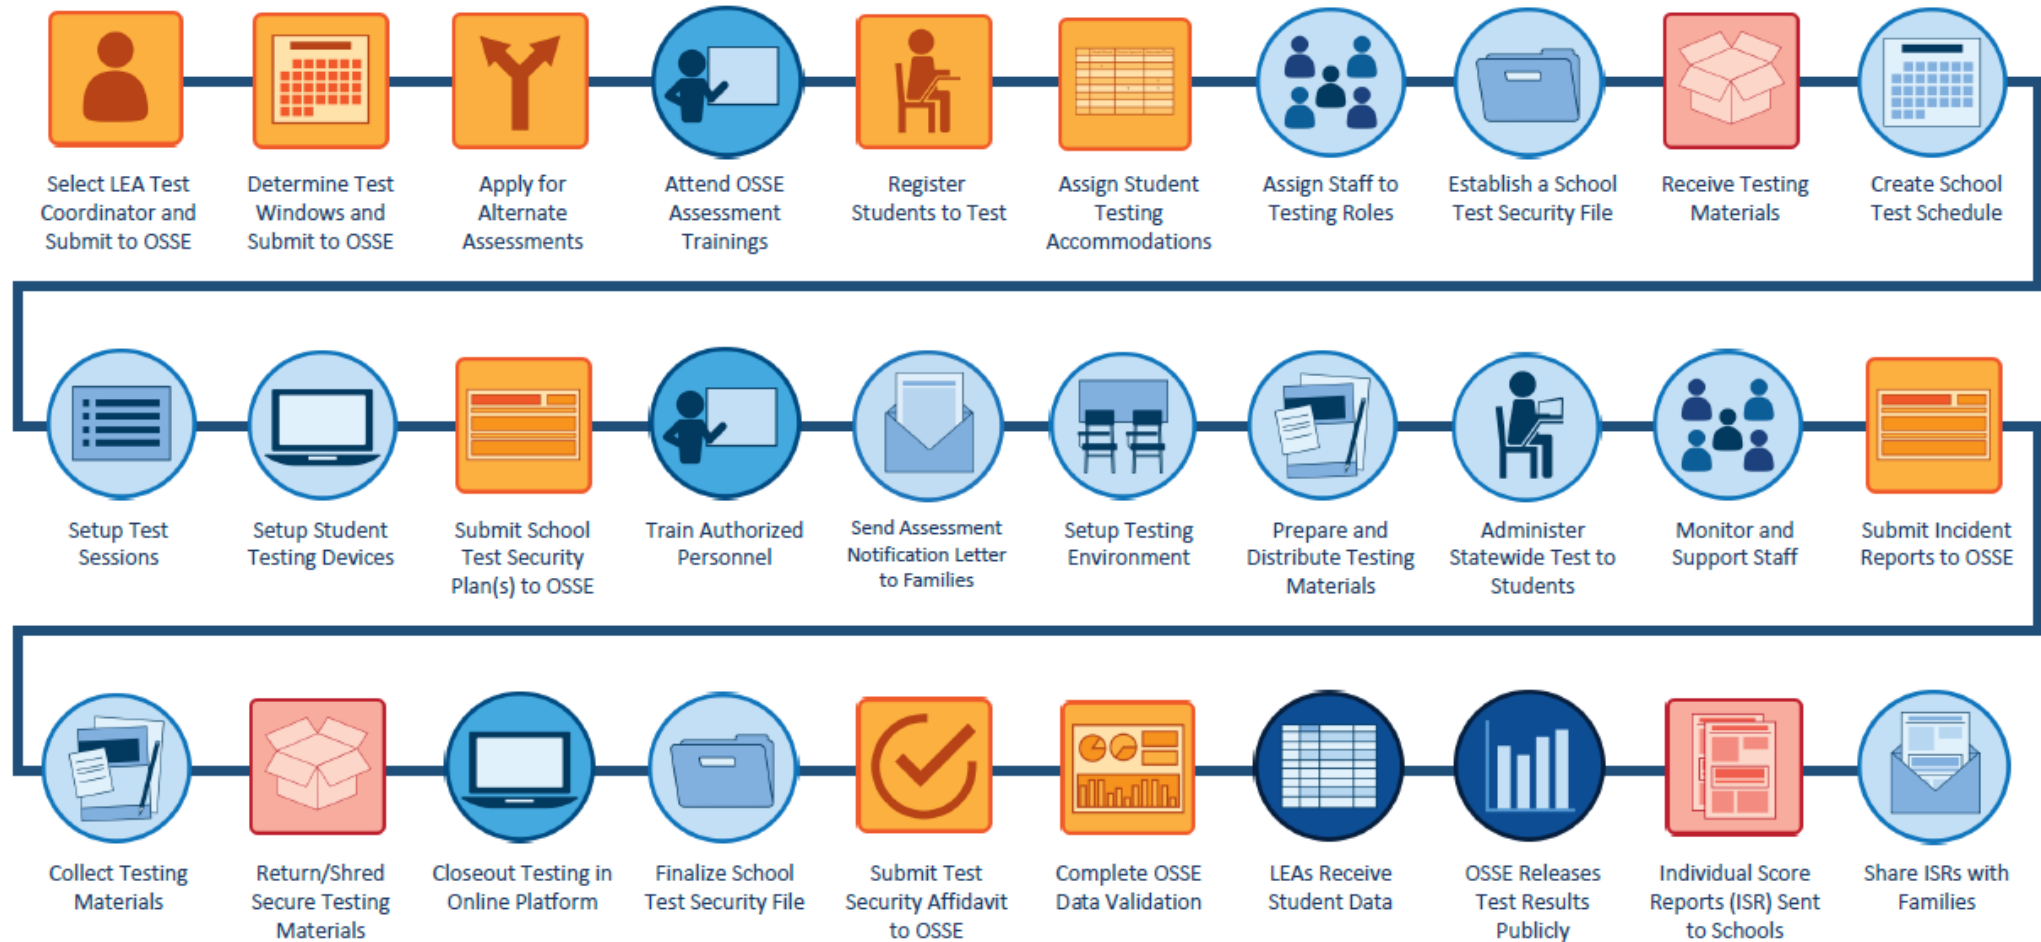 Select LEA Test
Coordinator and
Submit to OSSE
Determine Test
Windows and
Submit to OSSE
Apply for
Alternate
Assessments
Attend OSSE
Assessment
Trainings
Register
Students to Test
Assign Student
Testing
Accommodations
Assign Staff to
Testing Roles
Establish a School
Test Security File
Receive Testing
Materials
Create School
Test Schedule
Setup Test
Sessions
Setup Student
Testing Devices
Submit School
Test Security
Plan(s) to OSSE
Train Authorized
Personnel
Send Assessment
Notification Letter
to Families
Setup Testing
Environment
Prepare and
Distribute Testing
Materials
Administer
Statewide Test to
Students
Monitor and
Support Staff
Submit Incident
Reports to OSSE
Collect Testing
Materials
Return/Shred
Secure Testing
Materials
Closeout Testing in
Online Platform
Finalize School
Test Security File
Submit Test
Security Affidavit
to OSSE
Complete OSSE
Data Validation
LEAs Receive
Student Data
OSSE Releases
Test Results
Publicly
Individual Score
Reports (ISR) Sent
to Schools
Share ISRs with
Families